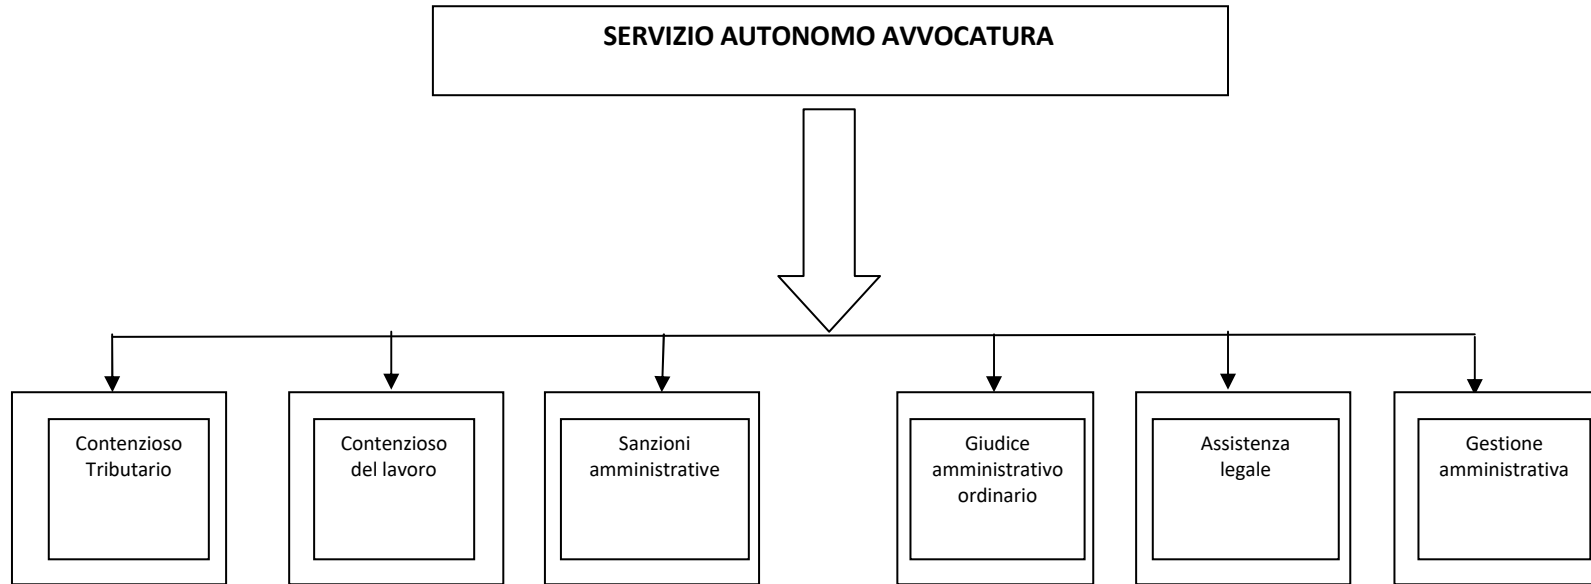 SERVIZIO AUTONOMO AVVOCATURA
Contenzioso
Tributario
Contenzioso
del lavoro
Sanzioni
amministrative
Giudice
amministrativo
ordinario
Assistenza
legale
Gestione
amministrativa